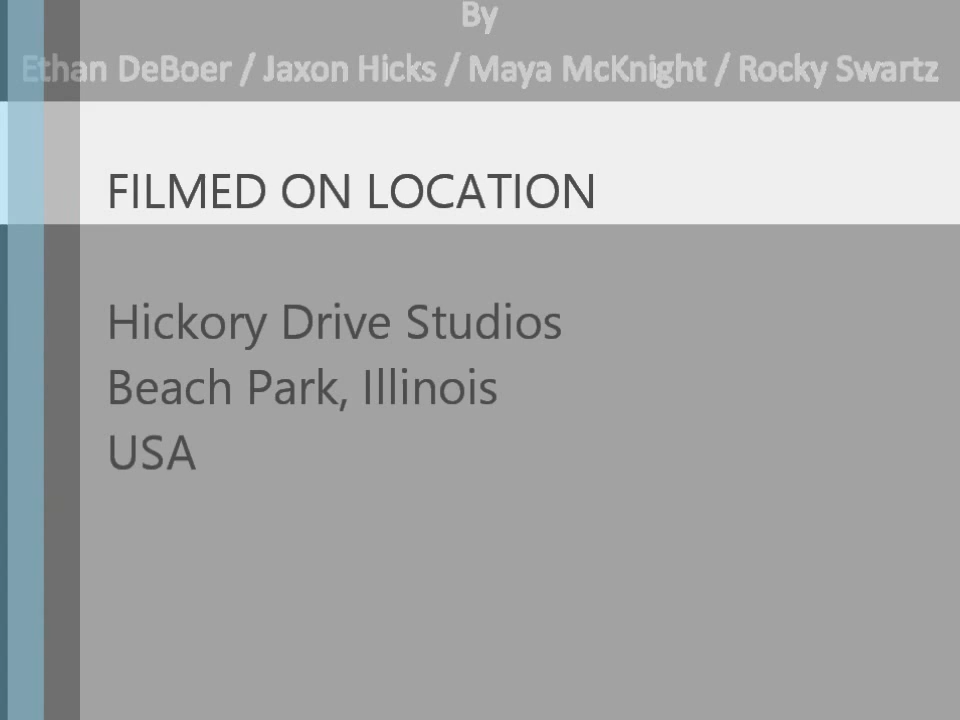 By
Ethan DeBoer / Jaxon Hicks / Maya McKnight / Rocky Swartz
FILMED ON LOCATION
Hickory Drive Studios
Beach Park, Illinois
USA